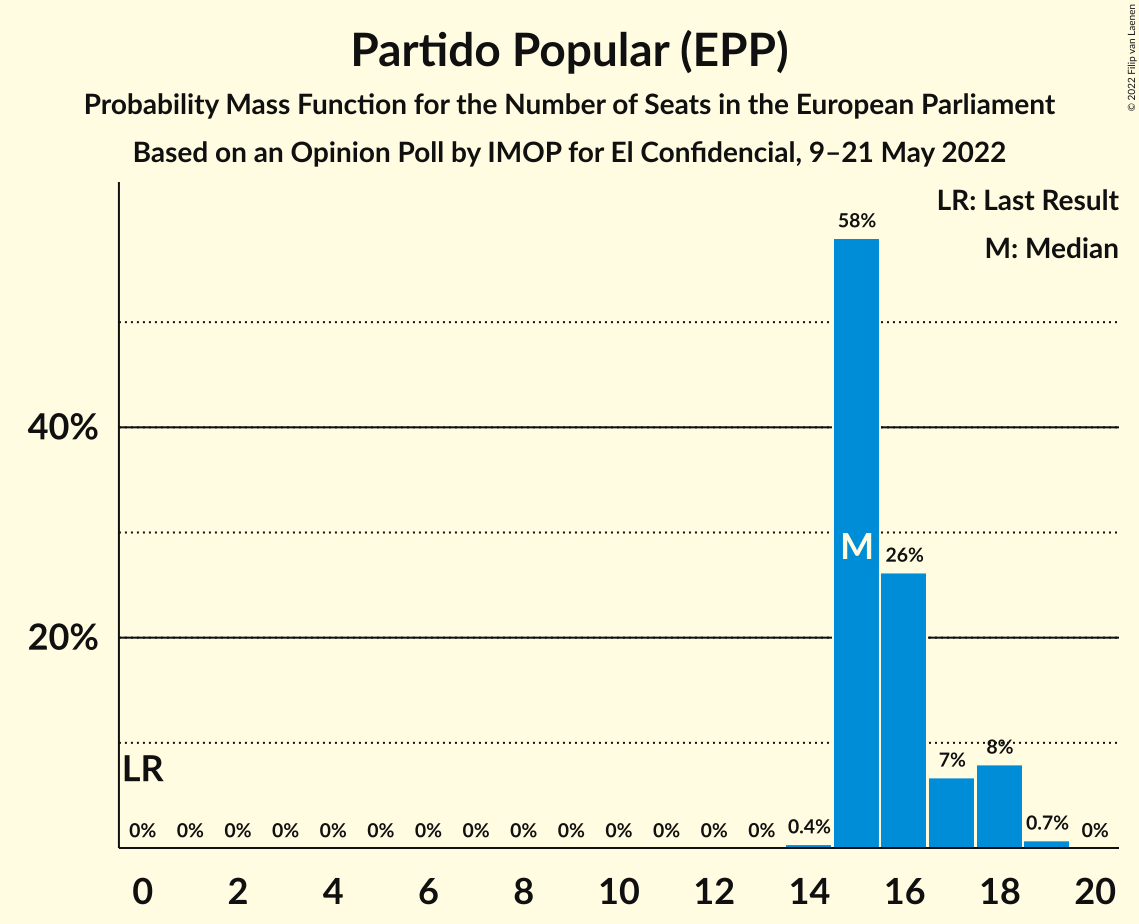 Partido Popular (EPP)
Probability Mass Function for the Number of Seats in the European Parliament
Based on an Opinion Poll by IMOP for El Confidencial, 9–21 May 2022
© 2022 Filip van Laenen
LR: Last Result
M: Median
58%
40%
M
26%
20%
LR
0% 0% 0% 0% 0% 0% 0% 0% 0% 0% 0% 0% 0% 0% 0.4% 7% 8% 0.7% 0%
0 2 4 6 8 10 12 14 16 18 20